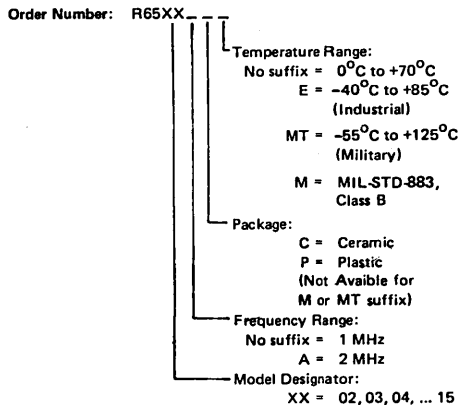 Order Number: R65XX_ _ _
Temperature Range:
No suffix = 0°C to +70°C
E = -40°C to +85°C
(Industrial)
MT = -55°C to +125°C
(Military)
M = MIL-STD-883,
Class B
Package:
C = Ceramic
P = Plastic
(Not Avaible for
M or MT suffix)
Frequency Range:
No suffix = 1 MHz
A = 2 MHz
Model Designator:
XX = 02, 03, 04, ... 15